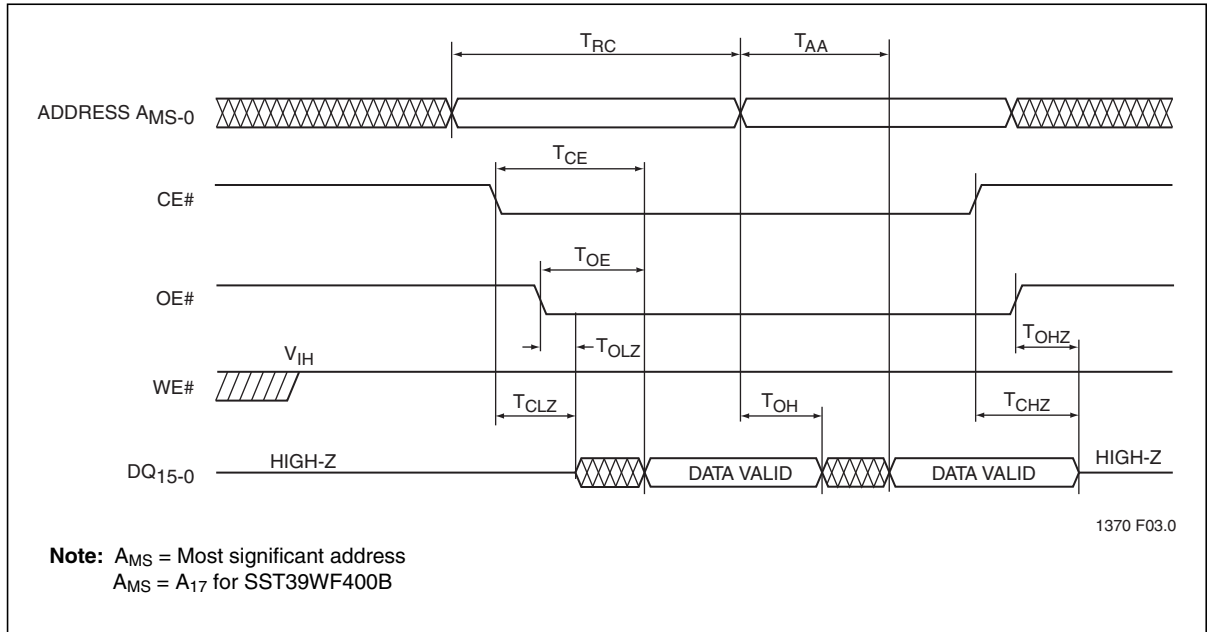 TRC TAA
ADDRESS AMS-0
TCE
CE#
TOE
OE#
TOLZ TOHZ
VIH
WE#
TCLZ TOH TCHZ
DQ15-0 HIGH-Z DATA VALID DATA VALID HIGH-Z
1370 F03.0
Note: AMS = Most significant address
AMS = A17 for SST39WF400B